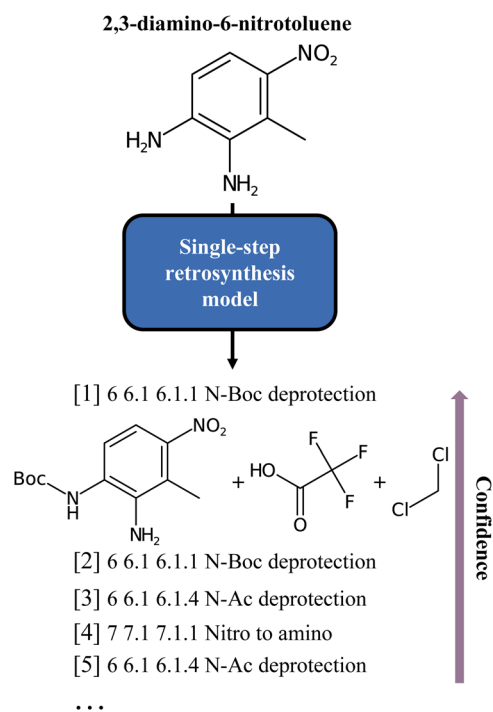 2,3-diamino-6-nitrotoluene
NO2
H2N
NH2
Single-step
retrosynthesis
model
[1] 6 6.1 6.1.1 N-Boc deprotection
NO2
Boc
N
H
NH2
+
HO
O
F
F
F
+
Cl
Cl
[2] 6 6.1 6.1.1 N-Boc deprotection
[3] 6 6.1 6.1.4 N-Ac deprotection
[4] 7 7.1 7.1.1 Nitro to amino
[5] 6 6.1 6.1.4 N-Ac deprotection
...
Confidence